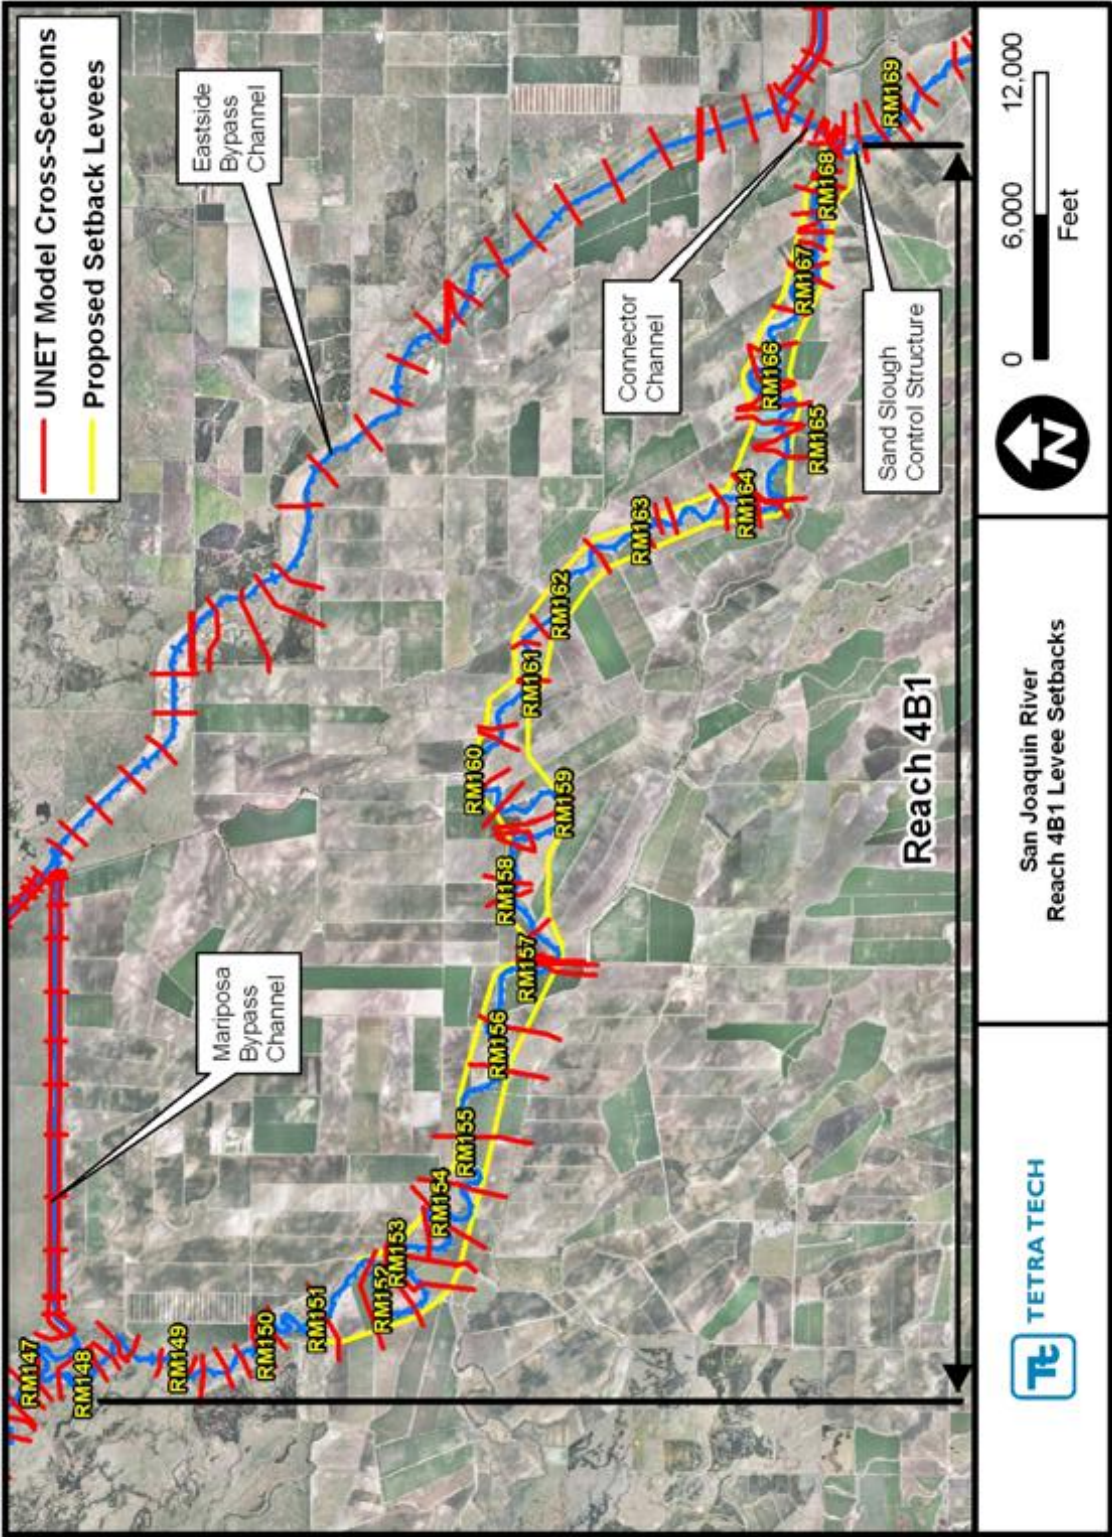 UNET Model Cross-Sections
Proposed Setback Levees
Eastside
Bypass
Channel
Mariposa
Bypass
Channel
Connector
Channel
Sand Slough
Control Structure
RM147
RM148
RM149
RM150
RM151
RM152
RM153
RM154
RM155
RM156
RM157
RM158
RM159
RM160
RM161
RM162
RM163
RM164
RM165
RM166
RM167
RM168
RM169
Reach 4B1
Tt TETRA TECH
San Joaquin River
Reach 4B1 Levee Setbacks
N
0 6,000 12,000
Feet